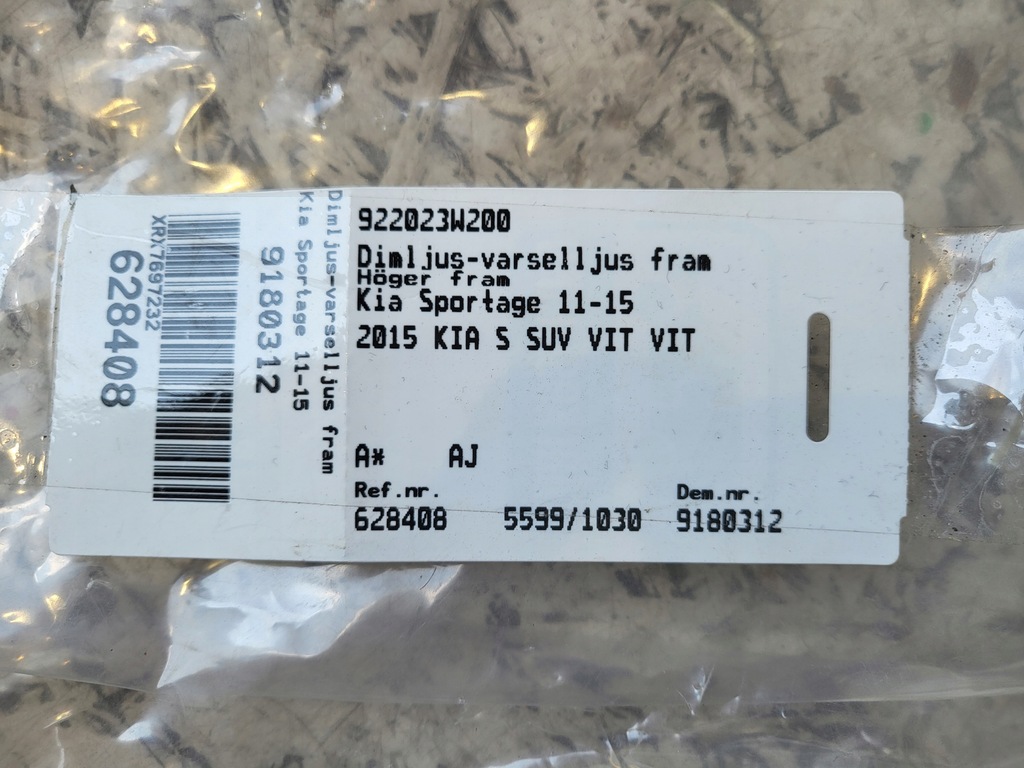 922023W200
Dimljus-varselljus fram
Höger fram
Kia Sportage 11-15
2015 KIA S SUV VIT VIT
A* AJ
Ref.nr. Dem.nr.
628408 5599/1030 9180312
Dimljus-varselljus fram
Kia Sportage 11-15
9180312
XRX7697232
628408